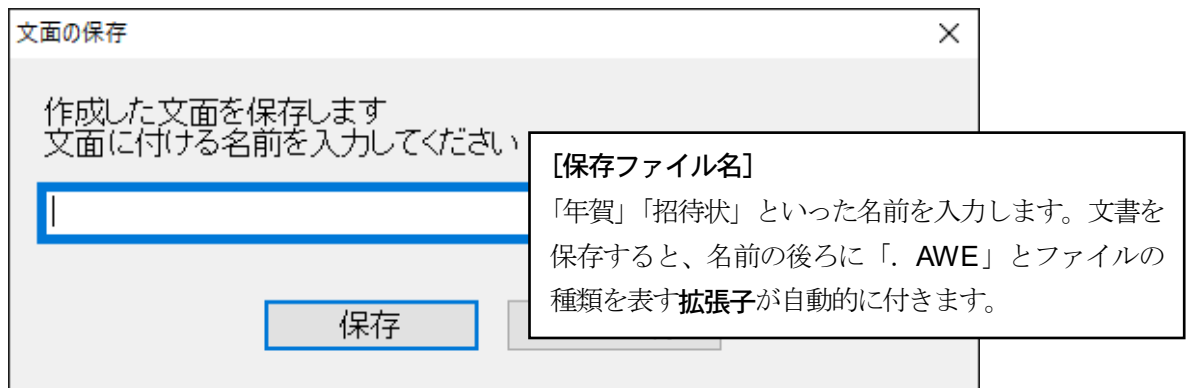 文面の保存
作成した文面を保存します
文面に付ける名前を入力してください
[保存ファイル名]
「年賀」「招待状」といった名前を入力します。文書を
保存すると、名前の後ろに「. AWE」とファイルの
種類を表す拡張子が自動的に付きます。
保存